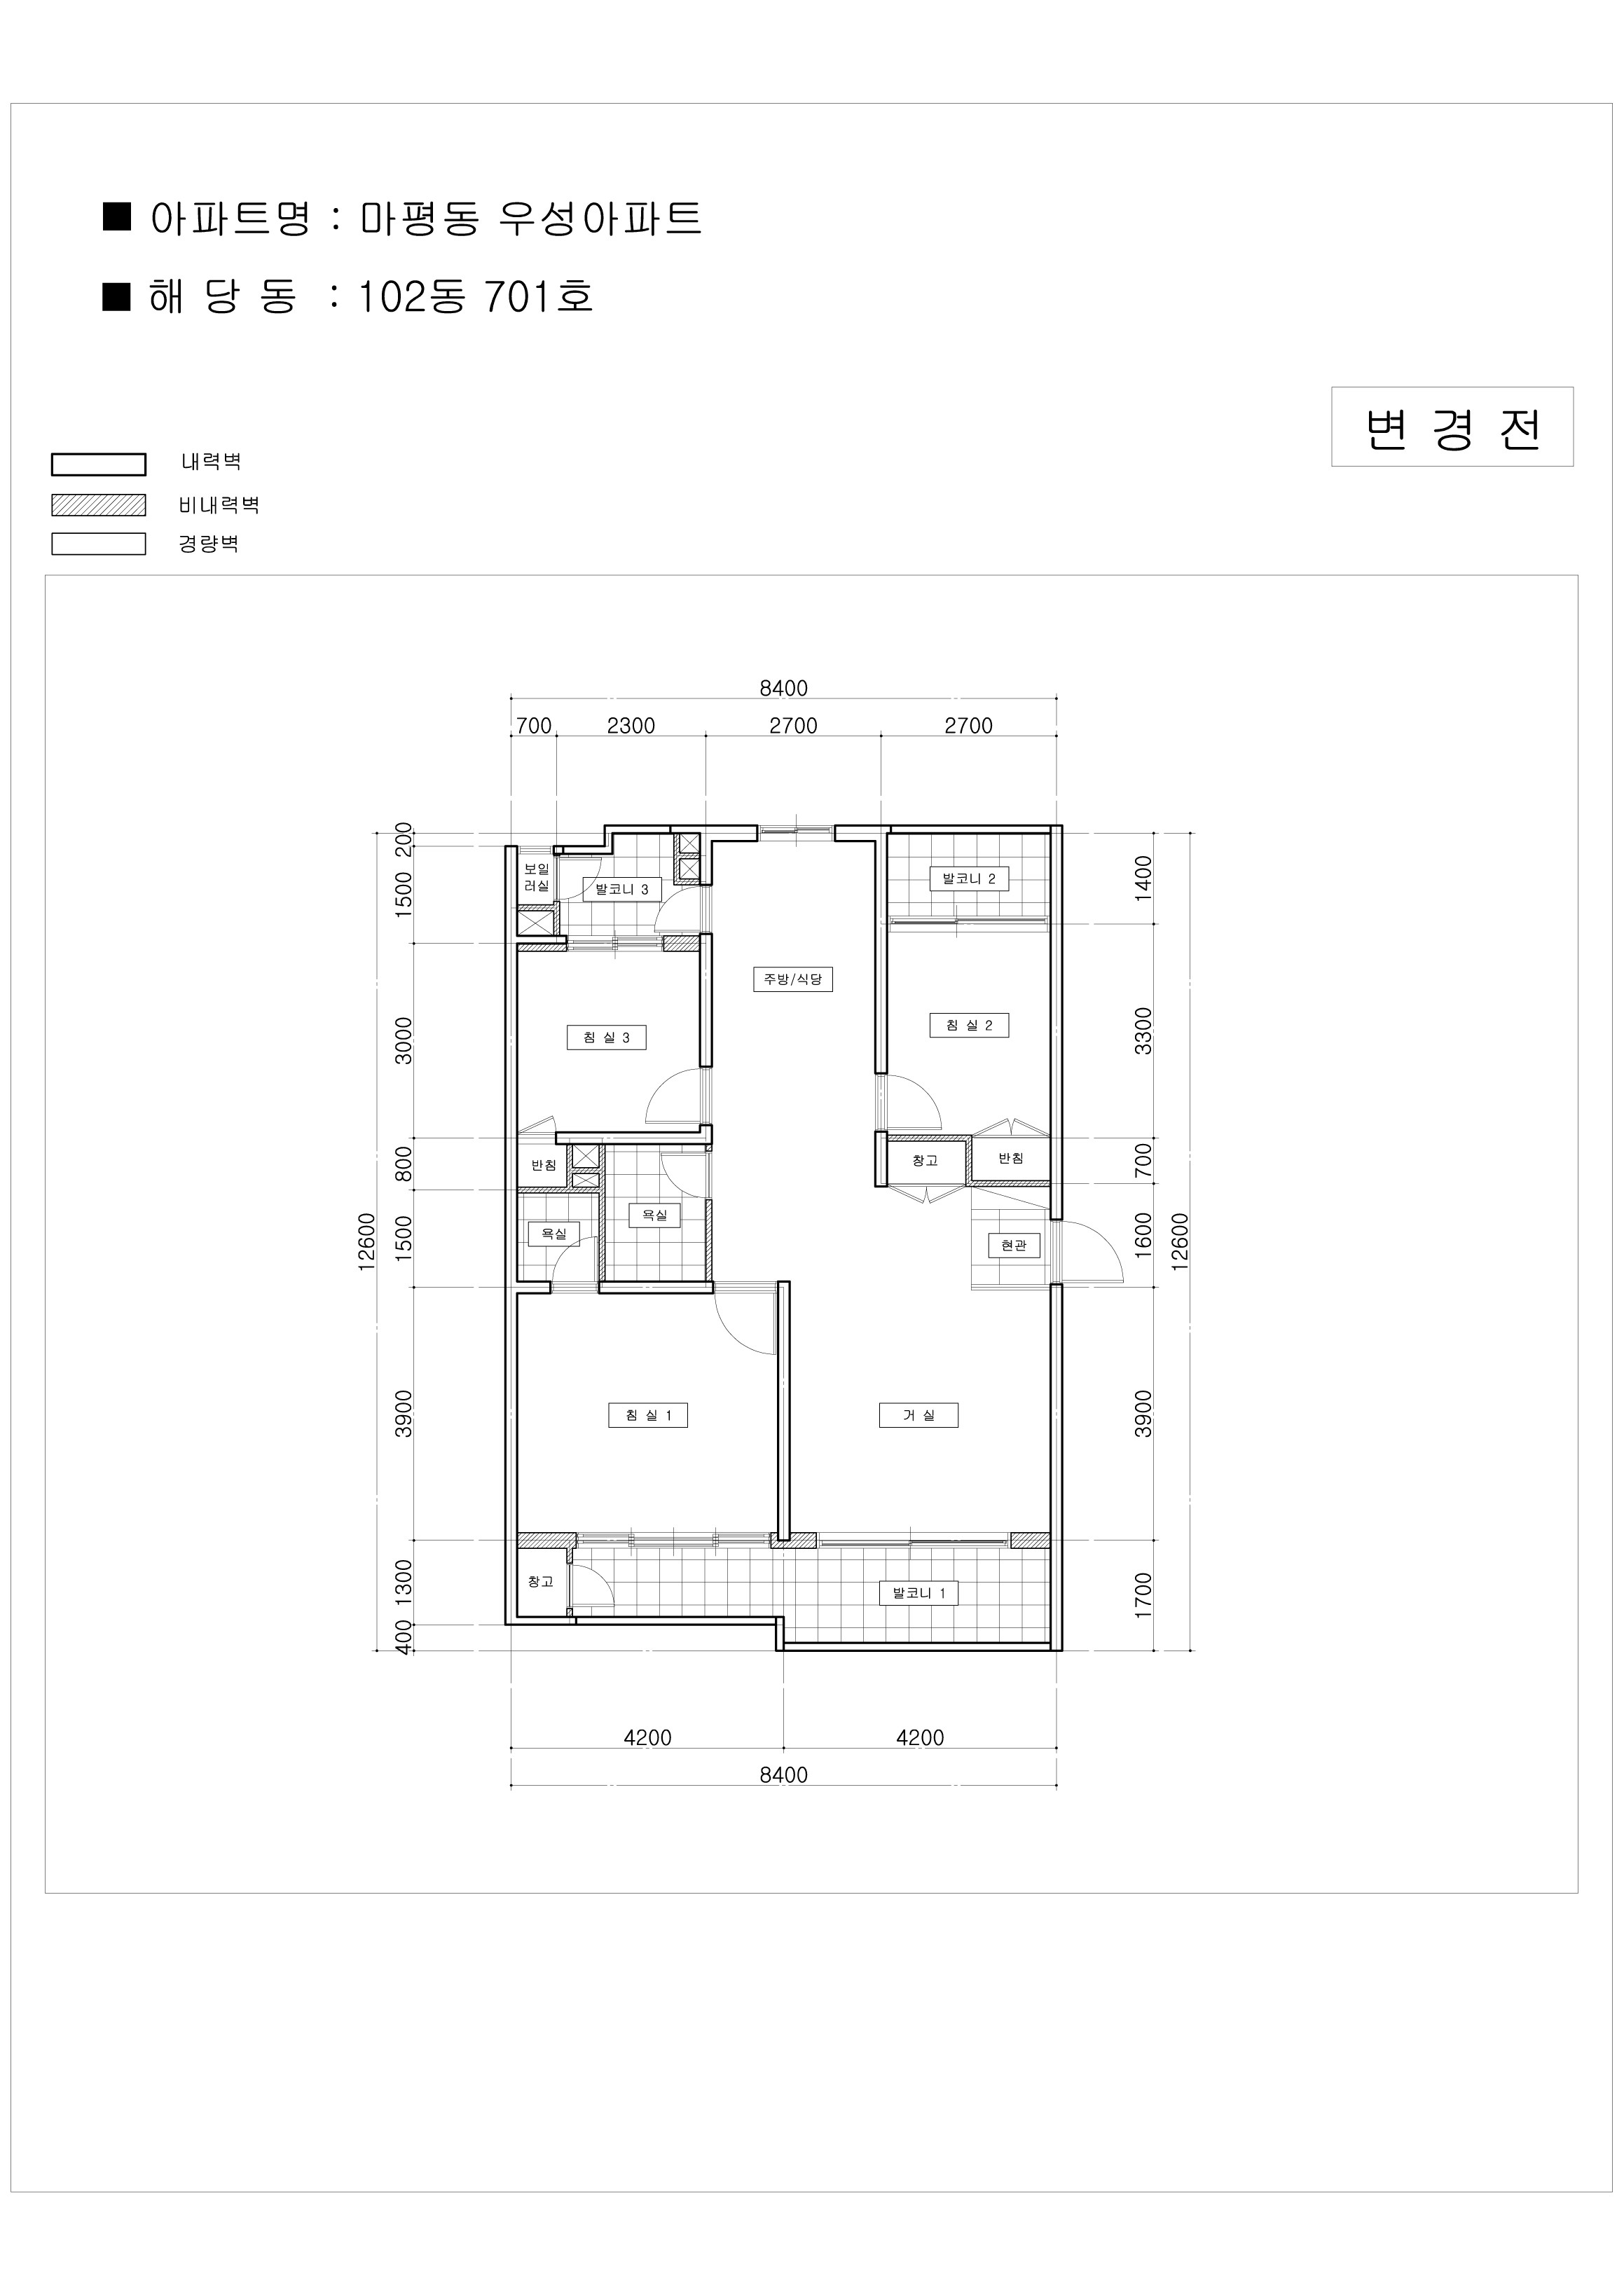 ■ 아파트명 : 마평동 우성아파트
■ 해 당 동 : 102동 701호
변 경 전
내력벽
비내력벽
경량벽
8400
700 2300 2700 2700
200
1500
3000
800
1500
3900
1300
400
12600
보일
러실
발코니 3
발코니 2
주방/식당
침 실 3
침 실 2
반침
창고
반침
욕실
욕실
현관
침 실 1
거 실
창고
발코니 1
1400
3300
700
1600
3900
1700
12600
4200 4200
8400